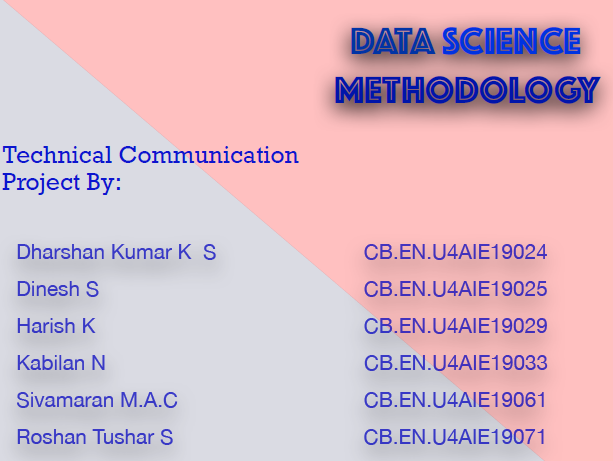 DATA SCIENCE
METHODOLOGY
Technical Communication
Project By:
Dharshan Kumar K S CB.EN.U4AIE19024
Dinesh S CB.EN.U4AIE19025
Harish K CB.EN.U4AIE19029
Kabilan N CB.EN.U4AIE19033
Sivamaran M.A.C CB.EN.U4AIE19061
Roshan Tushar S CB.EN.U4AIE19071